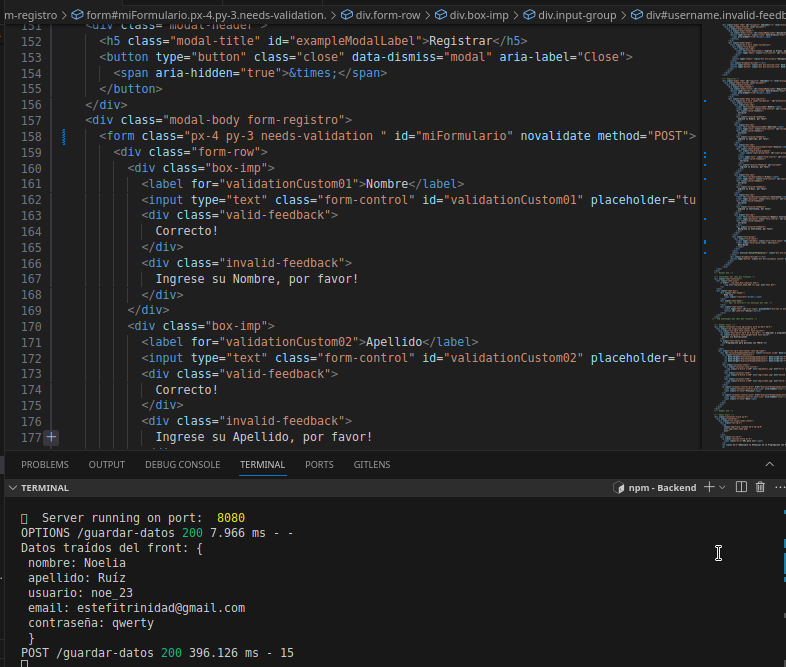 m-registro > form#miFormulario.px-4.py-3.needs-validation. > div.form-row > div.box-imp > div.input-group > div#username.invalid-feedb
151 <div class="modal-header">
152 <h5 class="modal-title" id="exampleModalLabel">Registrar</h5>
153 <button type="button" class="close" data-dismiss="modal" aria-label="Close">
154 <span aria-hidden="true">&times;</span>
155 </button>
156 </div>
157 <div class="modal-body form-registro">
158 <form class="px-4 py-3 needs-validation " id="miFormulario" novalidate method="POST">
159 <div class="form-row">
160 <div class="box-imp">
161 <label for="validationCustom01">Nombre</label>
162 <input type="text" class="form-control" id="validationCustom01" placeholder="tu
163 <div class="valid-feedback">
164 Correcto!
165 </div>
166 <div class="invalid-feedback">
167 Ingrese su Nombre, por favor!
168 </div>
169 </div>
170 <div class="box-imp">
171 <label for="validationCustom02">Apellido</label>
172 <input type="text" class="form-control" id="validationCustom02" placeholder="tu
173 <div class="valid-feedback">
174 Correcto!
175 </div>
176 <div class="invalid-feedback">
177 Ingrese su Apellido, por favor!
PROBLEMS OUTPUT DEBUG CONSOLE TERMINAL PORTS GITLENS
TERMINAL npm - Backend
Server running on port: 8080
OPTIONS /guardar-datos 200 7.966 ms - -
Datos traídos del front: {
nombre: Noelia
apellido: Ruíz
usuario: noe_23
email: estefitrinidad@gmail.com
contraseña: qwerty
}
POST /guardar-datos 200 396.126 ms - 15